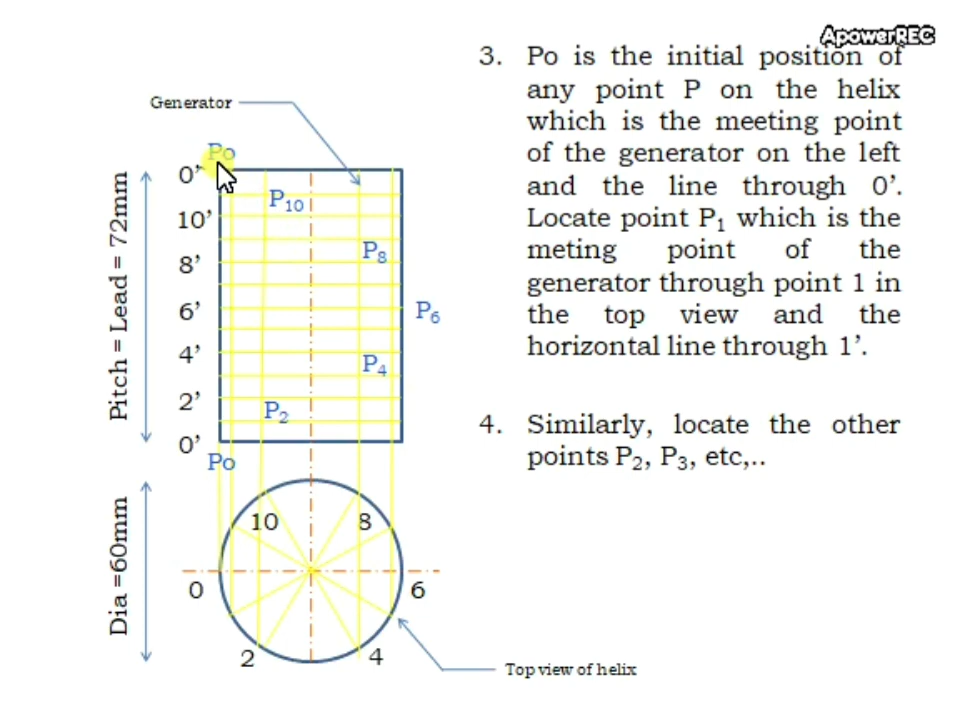 ApowerREC
3. Po is the initial position of
any point P on the helix
which is the meeting point
of the generator on the left
and the line through 0’.
Locate point P1 which is the
meting point of the
generator through point 1 in
the top view and the
horizontal line through 1’.
4. Similarly, locate the other
points P2, P3, etc,..
Generator
Po
0’
P10
10’
P8
8’
6’
P6
4’
P4
2’
P2
0’
Po
Pitch = Lead = 72mm
10
8
0
6
2
4
Dia =60mm
Top view of helix